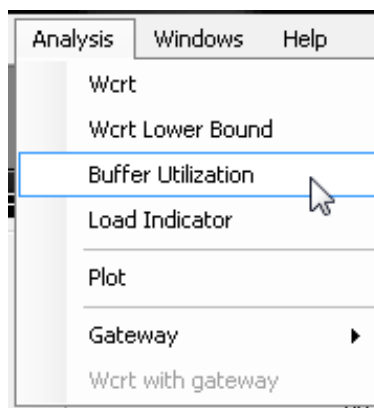 Analysis Windows Help
Wcrt
Wcrt Lower Bound
Buffer Utilization
Load Indicator
Plot
Gateway
Wcrt with gateway